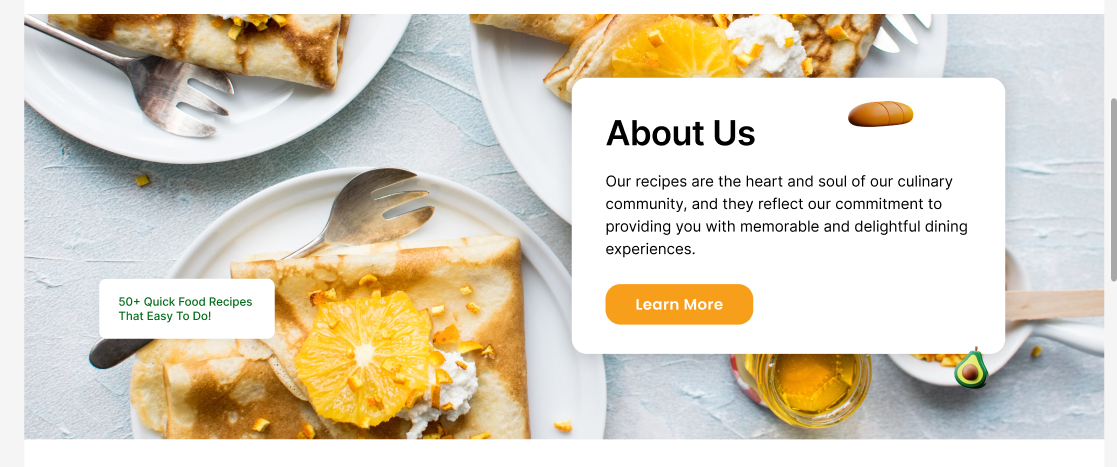 About Us
Our recipes are the heart and soul of our culinary
community, and they reflect our commitment to
providing you with memorable and delightful dining
experiences.
Learn More
50+ Quick Food Recipes
That Easy To Do!